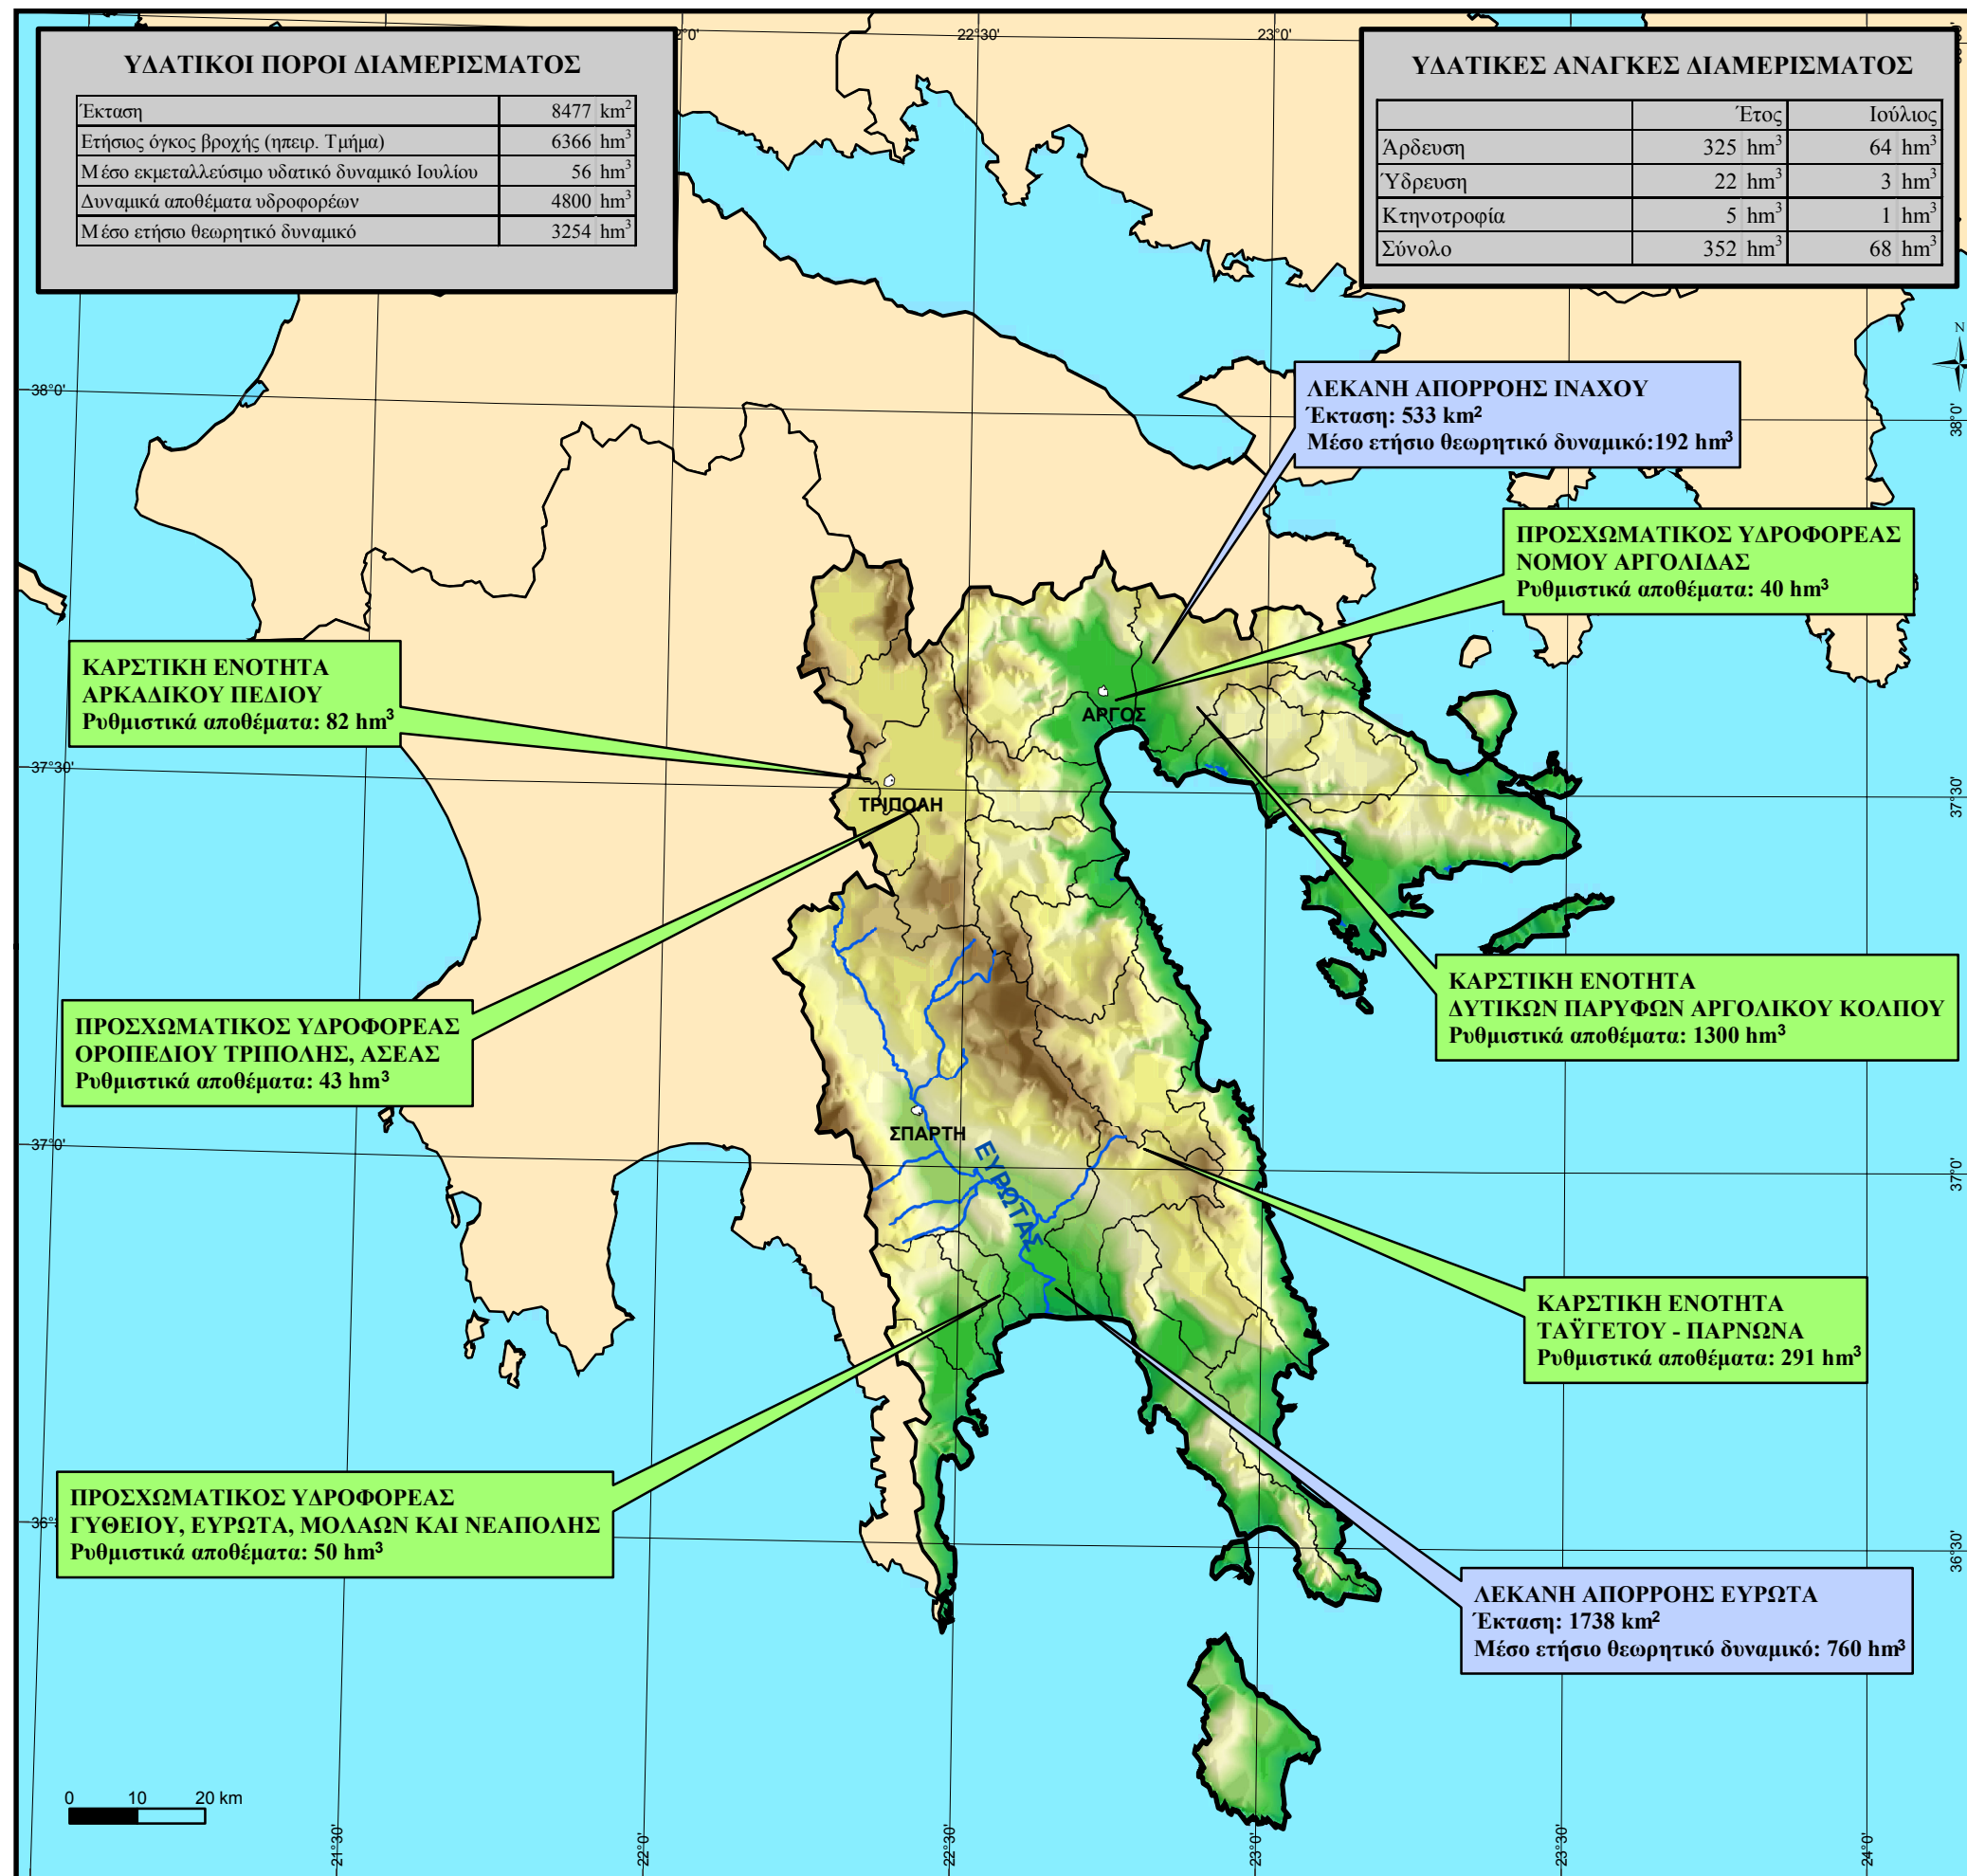 ΥΔΑΤΙΚΟΙ ΠΟΡΟΙ ΔΙΑΜΕΡΙΣΜΑΤΟΣ
Έκταση 8477 km²
Ετήσιος όγκος βροχής (ηπειρ. Τμήμα) 6366 hm³
Μέσο εκμεταλλεύσιμο υδατικό δυναμικό Ιουλίου 56 hm³
Δυναμικά αποθέματα υδροφορέων 4800 hm³
Μέσο ετήσιο θεωρητικό δυναμικό 3254 hm³
22°30'
23°0'
ΥΔΑΤΙΚΕΣ ΑΝΑΓΚΕΣ ΔΙΑΜΕΡΙΣΜΑΤΟΣ
Έτος Ιούλιος
Άρδευση 325 hm³ 64 hm³
Ύδρευση 22 hm³ 3 hm³
Κτηνοτροφία 5 hm³ 1 hm³
Σύνολο 352 hm³ 68 hm³
N
38°0'
38°0'
ΛΕΚΑΝΗ ΑΠΟΡΡΟΗΣ ΙΝΑΧΟΥ
Έκταση: 533 km²
Μέσο ετήσιο θεωρητικό δυναμικό:192 hm³
ΠΡΟΣΧΩΜΑΤΙΚΟΣ ΥΔΡΟΦΟΡΕΑΣ
ΝΟΜΟΥ ΑΡΓΟΛΙΔΑΣ
Ρυθμιστικά αποθέματα: 40 hm³
ΚΑΡΣΤΙΚΗ ΕΝΟΤΗΤΑ
ΑΡΚΑΔΙΚΟΥ ΠΕΔΙΟΥ
Ρυθμιστικά αποθέματα: 82 hm³
ΑΡΓΟΣ
37°30'
37°30'
ΤΡΙΠΟΛΗ
ΚΑΡΣΤΙΚΗ ΕΝΟΤΗΤΑ
ΔΥΤΙΚΩΝ ΠΑΡΥΦΩΝ ΑΡΓΟΛΙΚΟΥ ΚΟΛΠΟΥ
Ρυθμιστικά αποθέματα: 1300 hm³
ΠΡΟΣΧΩΜΑΤΙΚΟΣ ΥΔΡΟΦΟΡΕΑΣ
ΟΡΟΠΕΔΙΟΥ ΤΡΙΠΟΛΗΣ, ΑΣΕΑΣ
Ρυθμιστικά αποθέματα: 43 hm³
ΣΠΑΡΤΗ
37°0'
37°0'
ΕΥΡΩΤΑΣ
ΚΑΡΣΤΙΚΗ ΕΝΟΤΗΤΑ
ΤΑΫΓΕΤΟΥ - ΠΑΡΝΩΝΑ
Ρυθμιστικά αποθέματα: 291 hm³
ΠΡΟΣΧΩΜΑΤΙΚΟΣ ΥΔΡΟΦΟΡΕΑΣ
ΓΥΘΕΙΟΥ, ΕΥΡΩΤΑ, ΜΟΛΑΩΝ ΚΑΙ ΝΕΑΠΟΛΗΣ
Ρυθμιστικά αποθέματα: 50 hm³
36°30'
ΛΕΚΑΝΗ ΑΠΟΡΡΟΗΣ ΕΥΡΩΤΑ
Έκταση: 1738 km²
Μέσο ετήσιο θεωρητικό δυναμικό: 760 hm³
0 10 20 km
21°30'
22°0'
22°30'
23°0'
23°30'
24°0'